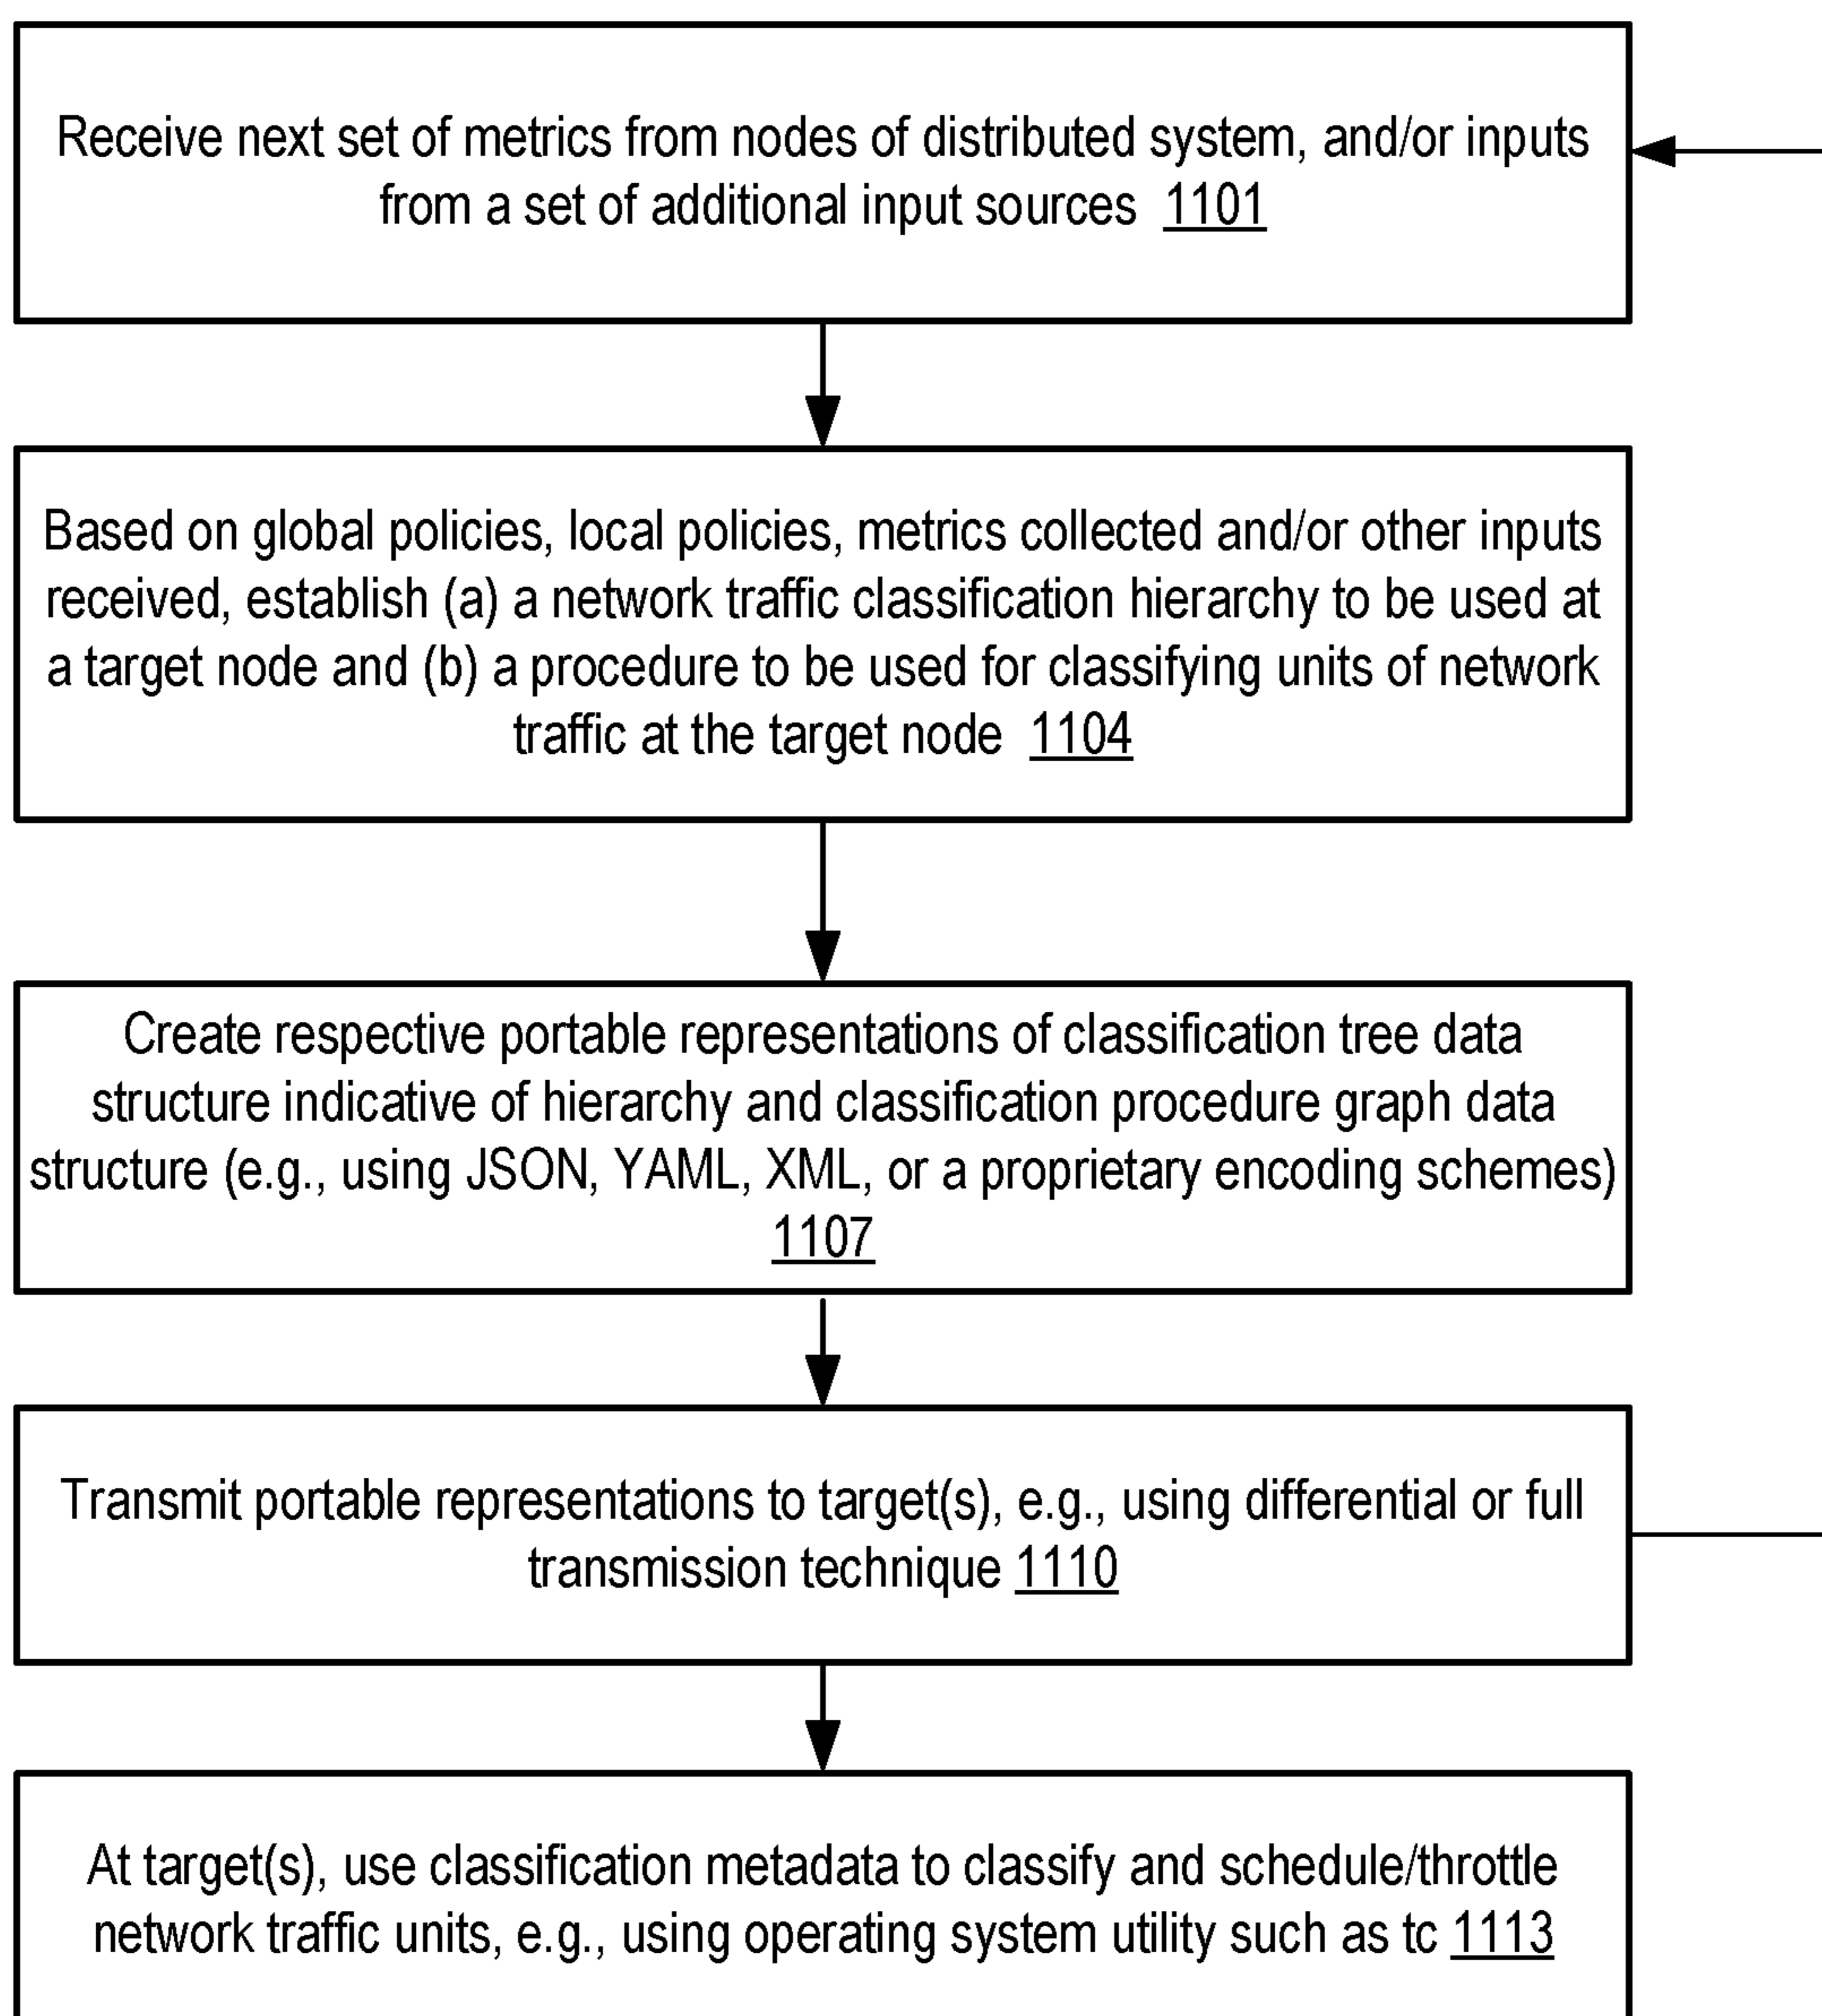 Receive next set of metrics from nodes of distributed system, and/or inputs
from a set of additional input sources 1101
Based on global policies, local policies, metrics collected and/or other inputs
received, establish (a) a network traffic classification hierarchy to be used at
a target node and (b) a procedure to be used for classifying units of network
traffic at the target node 1104
Create respective portable representations of classification tree data
structure indicative of hierarchy and classification procedure graph data
structure (e.g., using JSON, YAML, XML, or a proprietary encoding schemes)
1107
Transmit portable representations to target(s), e.g., using differential or full
transmission technique 1110
At target(s), use classification metadata to classify and schedule/throttle
network traffic units, e.g., using operating system utility such as tc 1113